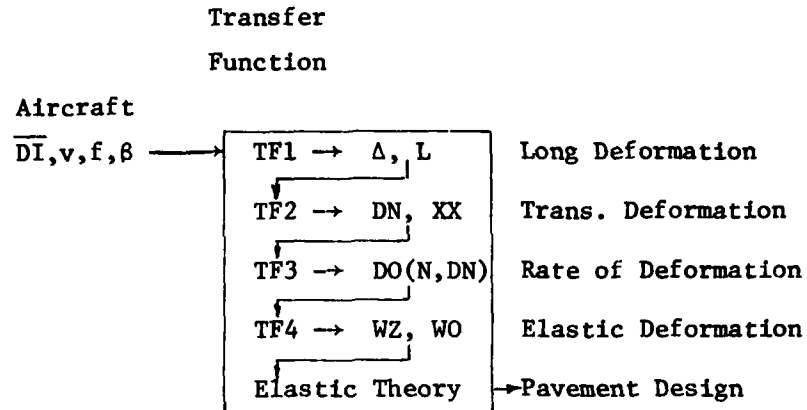 Transfer
Function
Aircraft
D̅I̅,v,f,β → TF1 → Δ, L Long Deformation
TF2 → DN, XX Trans. Deformation
TF3 → DO(N,DN) Rate of Deformation
TF4 → WZ, WO Elastic Deformation
Elastic Theory → Pavement Design